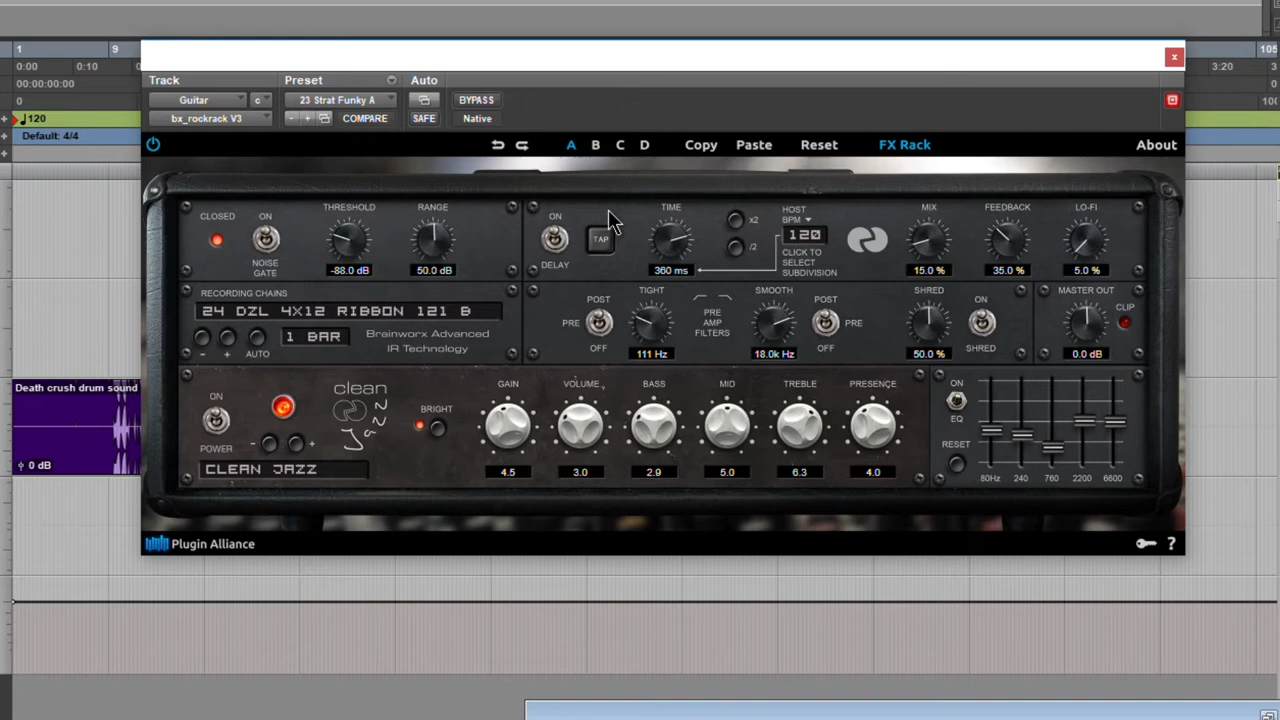 1
9
105
0:00
0:10
3:20
3
00:00:00:00
0
100
120
Default: 4/4
Track
Preset
Auto
Guitar
c
23 Strat Funky A
BYPASS
bx_rockrack V3
- +
COMPARE
SAFE
Native
A B C D
Copy
Paste
Reset
FX Rack
About
CLOSED
ON
THRESHOLD
RANGE
NOISE
GATE
-88.0 dB
50.0 dB
ON
TAP
DELAY
TIME
360 ms
x2
/2
HOST
BPM
120
CLICK TO
SELECT
SUBDIVISION
MIX
FEEDBACK
LO-FI
15.0 %
35.0 %
5.0 %
RECORDING CHAINS
24 DZL 4X12 RIBBON 121 B
- + AUTO
1 BAR
Brainworx Advanced
IR Technology
POST
PRE
OFF
TIGHT
111 Hz
PRE
AMP
FILTERS
SMOOTH
18.0k Hz
POST
PRE
OFF
SHRED
50.0 %
ON
SHRED
MASTER OUT
CLIP
0.0 dB
Death crush drum sound
0 dB
ON
POWER
- +
clean
Jazz
CLEAN JAZZ
BRIGHT
GAIN
VOLUME
BASS
MID
TREBLE
PRESENCE
4.5
3.0
2.9
5.0
6.3
4.0
ON
EQ
RESET
80Hz 240 760 2200 6600
Plugin Alliance
?